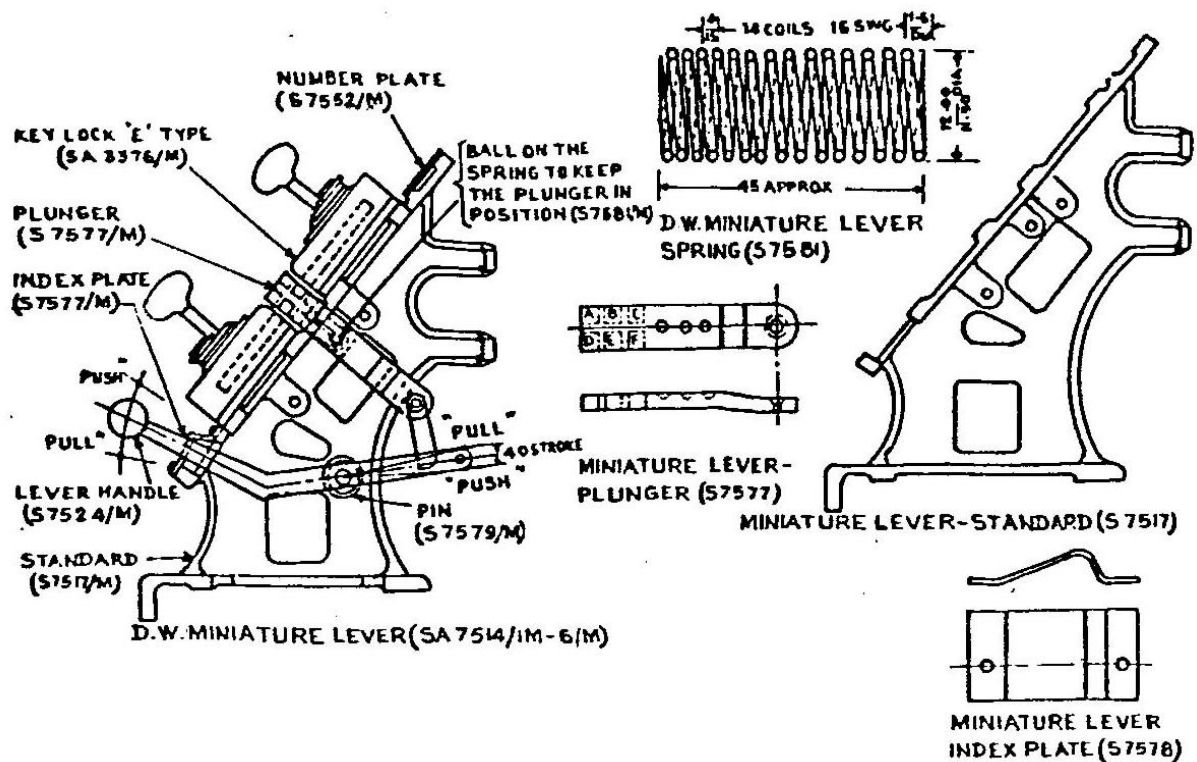 NUMBER PLATE
(S7552/M)
KEY LOCK 'E' TYPE
(SA 8376/M)
PLUNGER
(S7577/M)
INDEX PLATE
(S7577/M)
BALL ON THE
SPRING TO KEEP
THE PLUNGER IN
POSITION (S7581/M)
"PUSH"
"PULL"
LEVER HANDLE
(S7524/M)
STANDARD
(S7517/M)
"PULL"
40 STROKE
"PUSH"
PIN
(S7579/M)
D.W. MINIATURE LEVER (SA 7514/1M-6/M)
14 COILS 16 SWG
DIA.
45 APPROX
D.W. MINIATURE LEVER
SPRING (S7581)
A B C
D E F
MINIATURE LEVER-
PLUNGER (S7577)
MINIATURE LEVER-STANDARD (S7517)
MINIATURE LEVER
INDEX PLATE (S7578)